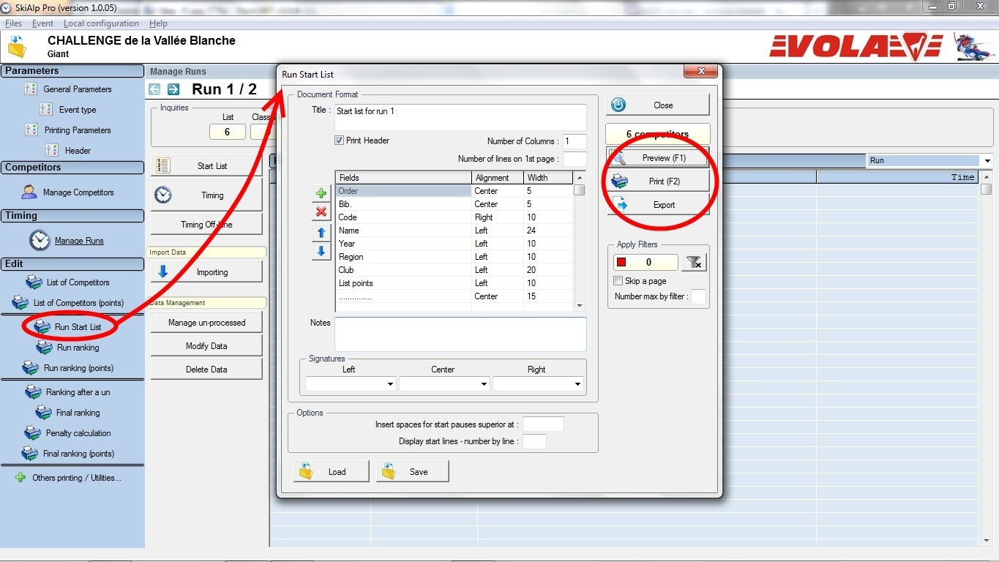 SkiAlp Pro (version 1.0.05)
Files Event Local configuration Help
CHALLENGE de la Vallée Blanche
Giant
VOLA
Parameters
General Parameters
Event type
Printing Parameters
Header
Competitors
Manage Competitors
Timing
Manage Runs
Edit
List of Competitors
List of Competitors (points)
Run Start List
Run ranking
Run ranking (points)
Ranking after a un
Final ranking
Penalty calculation
Final ranking (points)
Others printing / Utilities...
Manage Runs
Run 1 / 2
Inquiries
List Class
6
Start List
Timing
Timing Off-line
Import Data
Importing
Data Management
Manage un-processed
Modify Data
Delete Data
Run Start List
Document Format
Title : Start list for run 1
Print Header
Number of Columns : 1
Number of lines on 1st page :
Fields Alignment Width
Order Center 5
Bib. Center 5
Code Right 10
Name Left 24
Year Left 10
Region Left 10
Club Left 20
List points Left 10
............... Center 15
Notes
Signatures
Left Center Right
Options
Insert spaces for start pauses superior at :
Display start lines - number by line :
Load Save
Close
6 competitors
Preview (F1)
Print (F2)
Export
Apply Filters
0
Skip a page
Number max by filter :
Run
Time